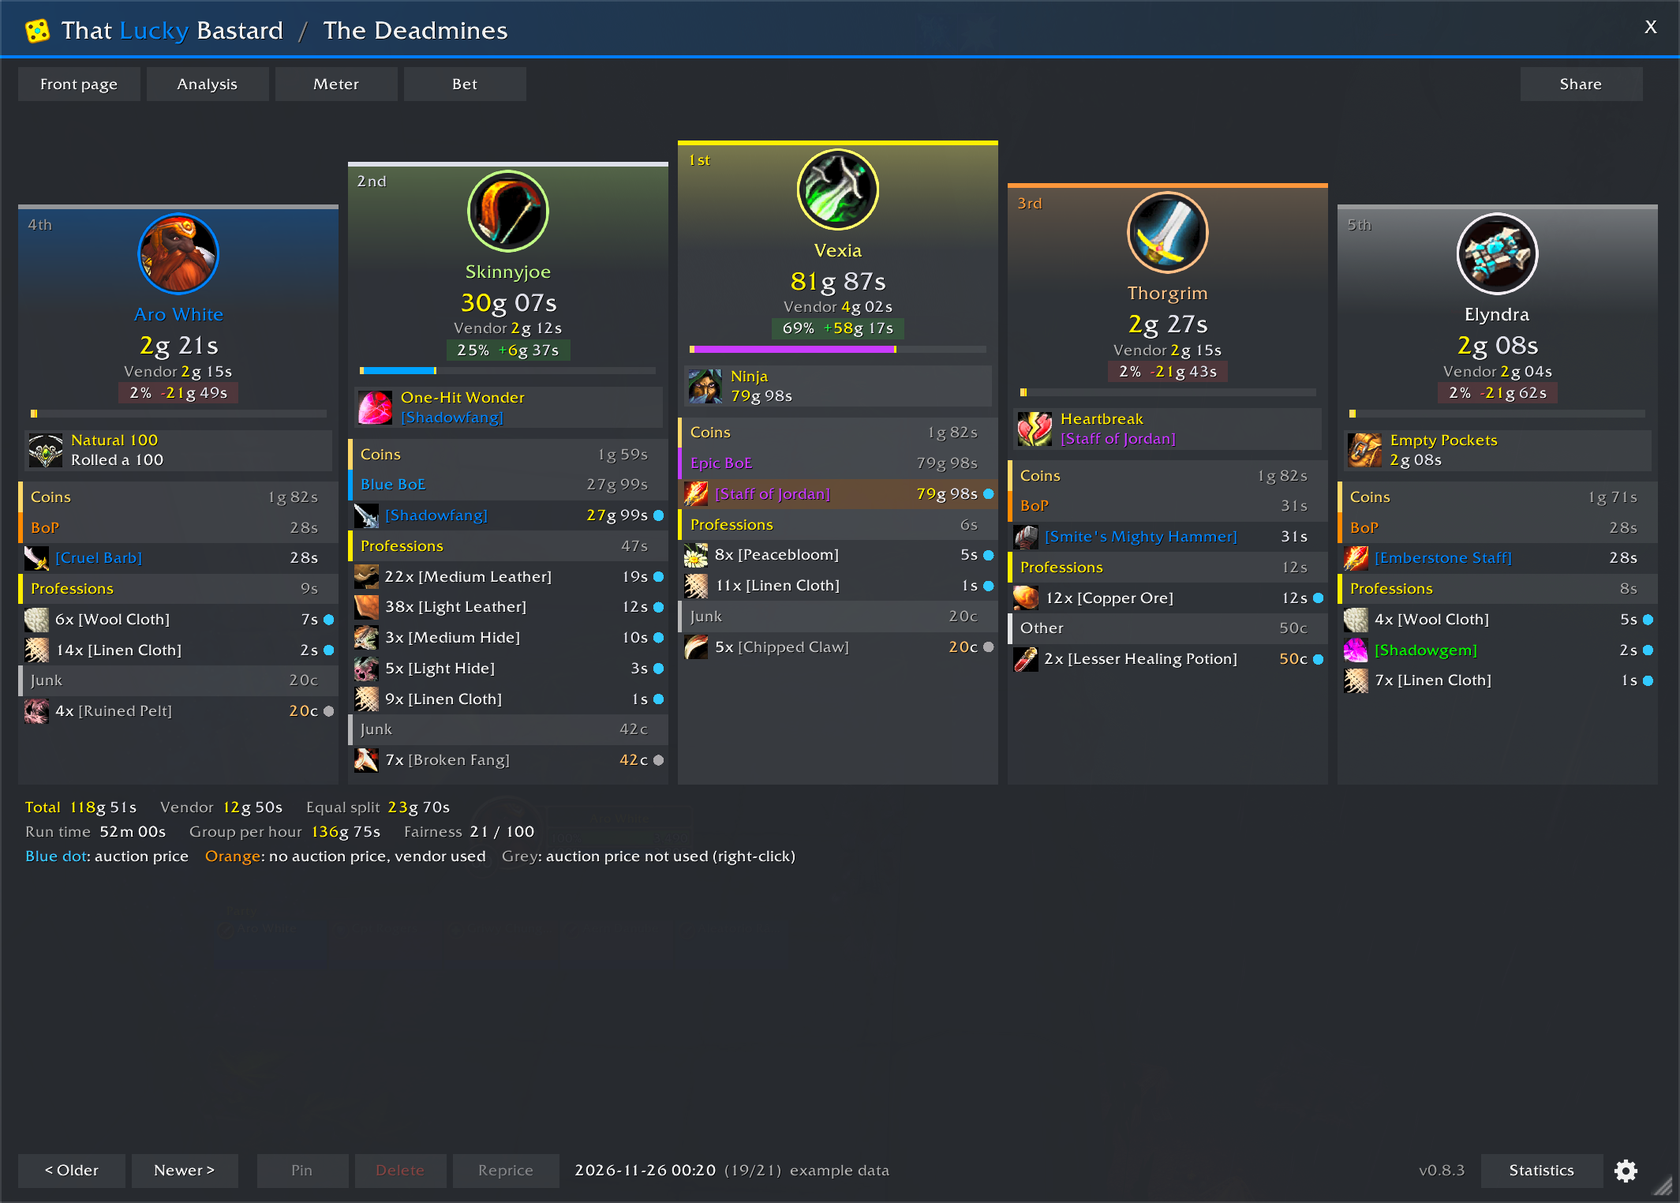 That Lucky Bastard / The Deadmines
X
Front page
Analysis
Meter
Bet
Share
4th
Aro White
2g 21s
Vendor 2g 15s
2% -21g 49s
Natural 100
Rolled a 100
Coins 1g 82s
BoP 28s
[Cruel Barb] 28s
Professions 9s
6x [Wool Cloth] 7s
14x [Linen Cloth] 2s
Junk 20c
4x [Ruined Pelt] 20c
2nd
Skinnyjoe
30g 07s
Vendor 2g 12s
25% +6g 37s
One-Hit Wonder
[Shadowfang]
Coins 1g 59s
Blue BoE 27g 99s
[Shadowfang] 27g 99s
Professions 47s
22x [Medium Leather] 19s
38x [Light Leather] 12s
3x [Medium Hide] 10s
5x [Light Hide] 3s
9x [Linen Cloth] 1s
Junk 42c
7x [Broken Fang] 42c
1st
Vexia
81g 87s
Vendor 4g 02s
69% +58g 17s
Ninja
79g 98s
Coins 1g 82s
Epic BoE 79g 98s
[Staff of Jordan] 79g 98s
Professions 6s
8x [Peacebloom] 5s
11x [Linen Cloth] 1s
Junk 20c
5x [Chipped Claw] 20c
3rd
Thorgrim
2g 27s
Vendor 2g 15s
2% -21g 43s
Heartbreak
[Staff of Jordan]
Coins 1g 82s
BoP 31s
[Smite's Mighty Hammer] 31s
Professions 12s
12x [Copper Ore] 12s
Other 50c
2x [Lesser Healing Potion] 50c
5th
Elyndra
2g 08s
Vendor 2g 04s
2% -21g 62s
Empty Pockets
2g 08s
Coins 1g 71s
BoP 28s
[Emberstone Staff] 28s
Professions 8s
4x [Wool Cloth] 5s
[Shadowgem] 2s
7x [Linen Cloth] 1s
Total 118g 51s Vendor 12g 50s Equal split 23g 70s
Run time 52m 00s Group per hour 136g 75s Fairness 21 / 100
Blue dot: auction price Orange: no auction price, vendor used Grey: auction price not used (right-click)
< Older
Newer >
Pin
Delete
Reprice
2026-11-26 00:20 (19/21) example data
v0.8.3
Statistics